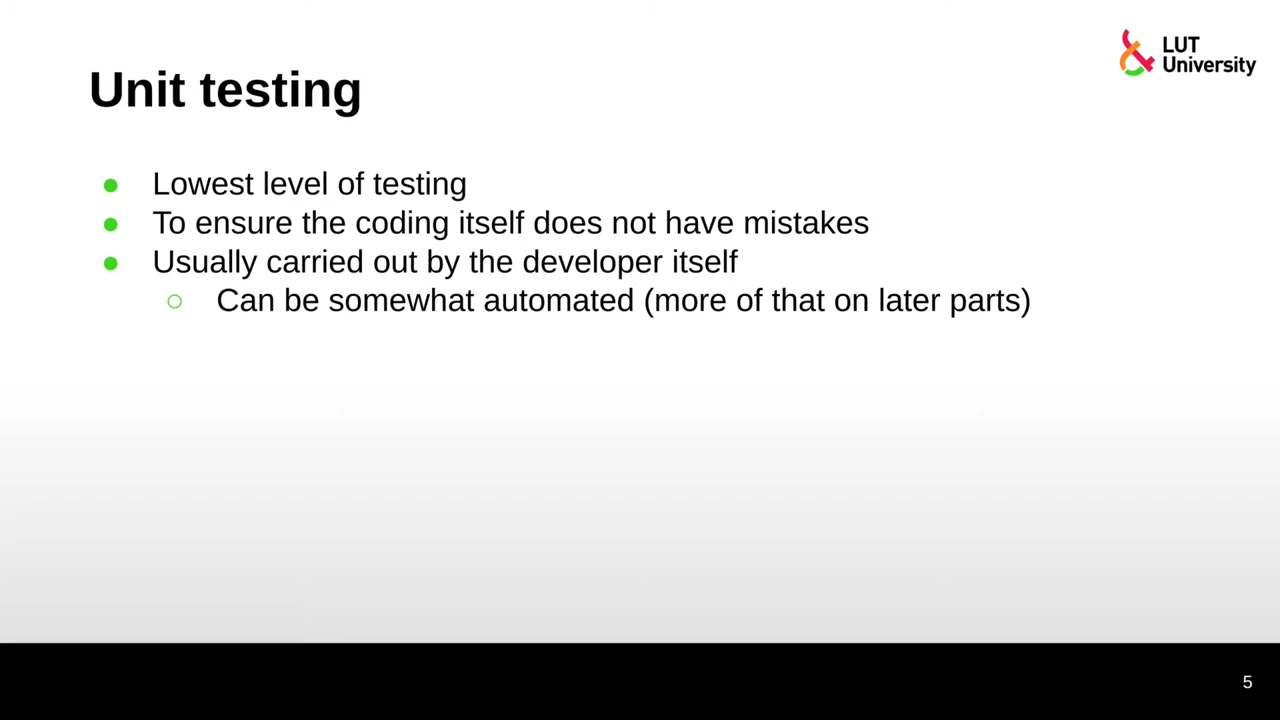 LUT
University
Unit testing
● Lowest level of testing
● To ensure the coding itself does not have mistakes
● Usually carried out by the developer itself
○ Can be somewhat automated (more of that on later parts)
5